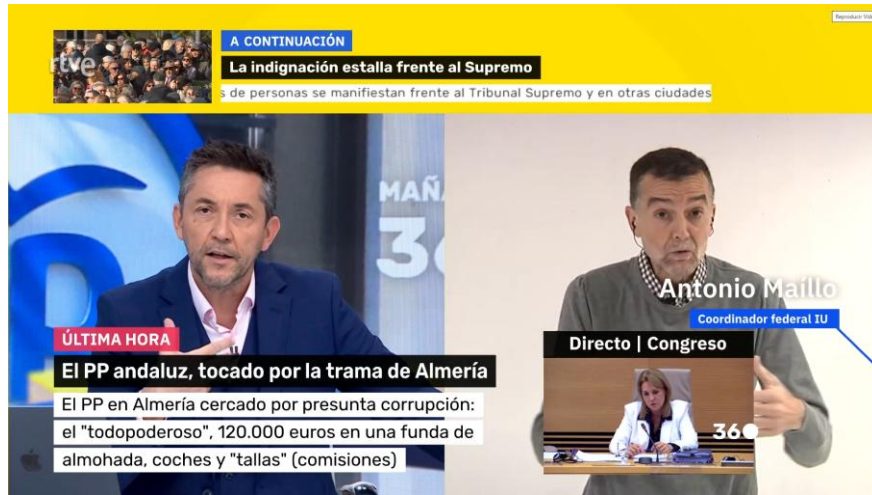 Reproducir Vid
A CONTINUACIÓN
rtve
La indignación estalla frente al Supremo
s de personas se manifiestan frente al Tribunal Supremo y en otras ciudades
MAÑA
36
Antonio Maíllo
Coordinador federal IU
ÚLTIMA HORA
Directo | Congreso
El PP andaluz, tocado por la trama de Almería
El PP en Almería cercado por presunta corrupción:
el "todopoderoso", 120.000 euros en una funda de
almohada, coches y "tallas" (comisiones)
360